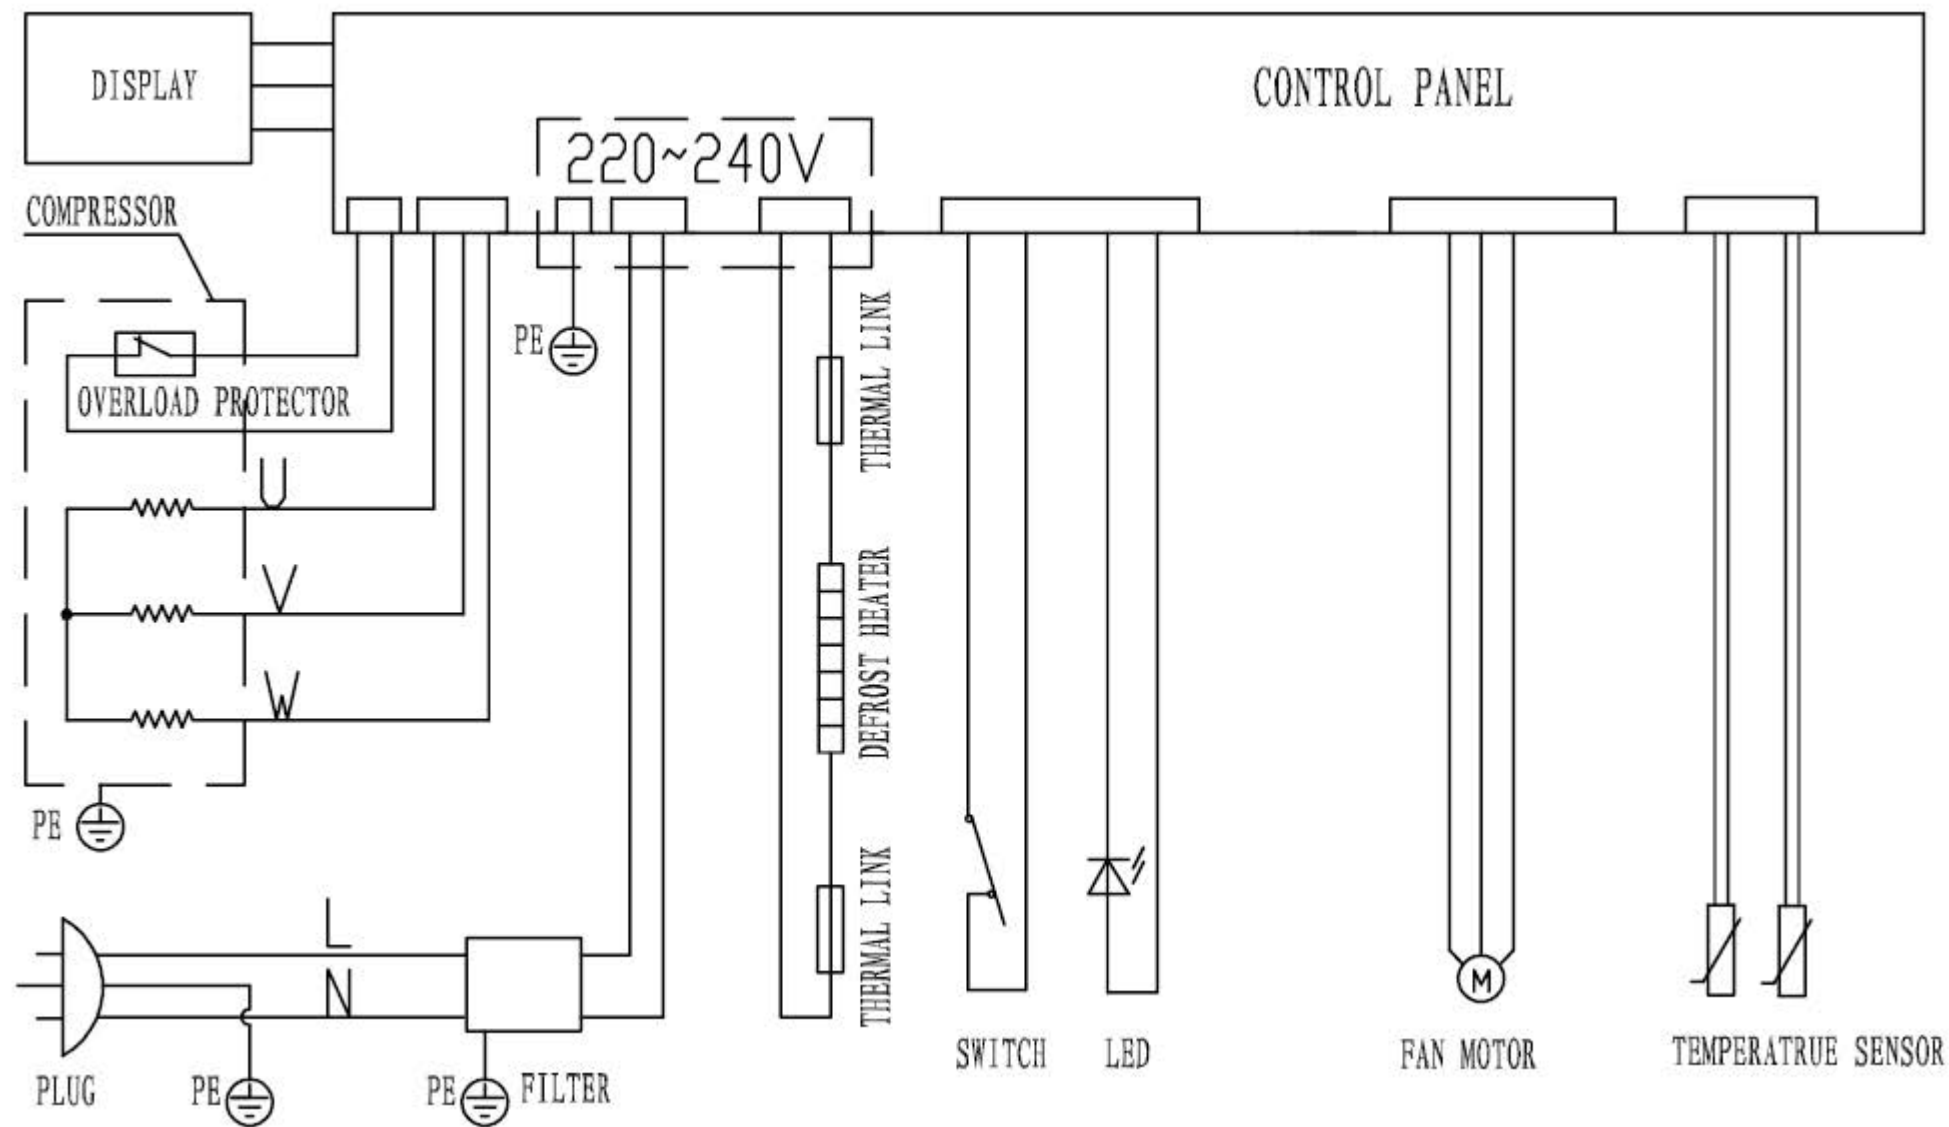 DISPLAY
CONTROL PANEL
220~240V
COMPRESSOR
PE
THERMAL LINK
OVERLOAD PROTECTOR
U
V
DEFROST HEATER
W
PE
THERMAL LINK
L
N
M
SWITCH
LED
FAN MOTOR
TEMPERATRUE SENSOR
PLUG
PE
PE
FILTER